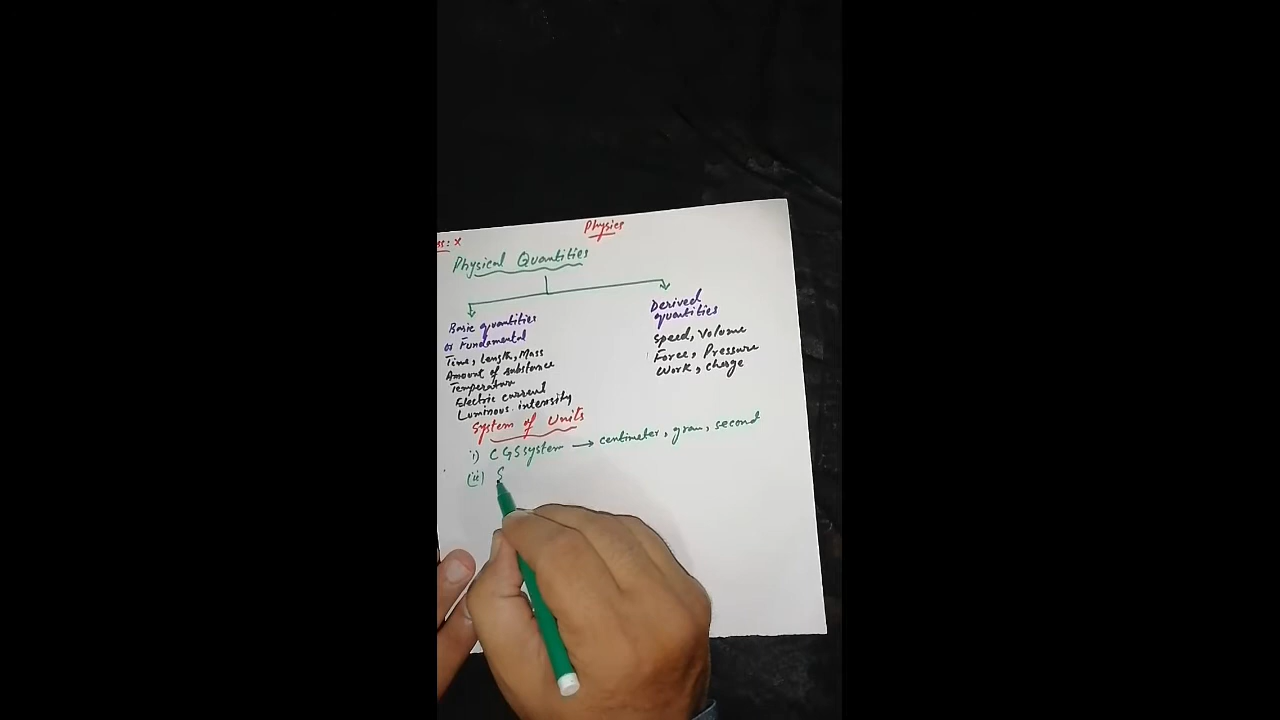 Physics
ss: X
Physical Quantities
Basic quantities
or Fundamental
Time, Length, Mass
Amount of substance
Temperature
Electric current
Luminous intensity
Derived
quantities
Speed, Volume
Force, Pressure
Work, Charge
System of Units
i) CGS system → centimeter, gram, second
(ii) S